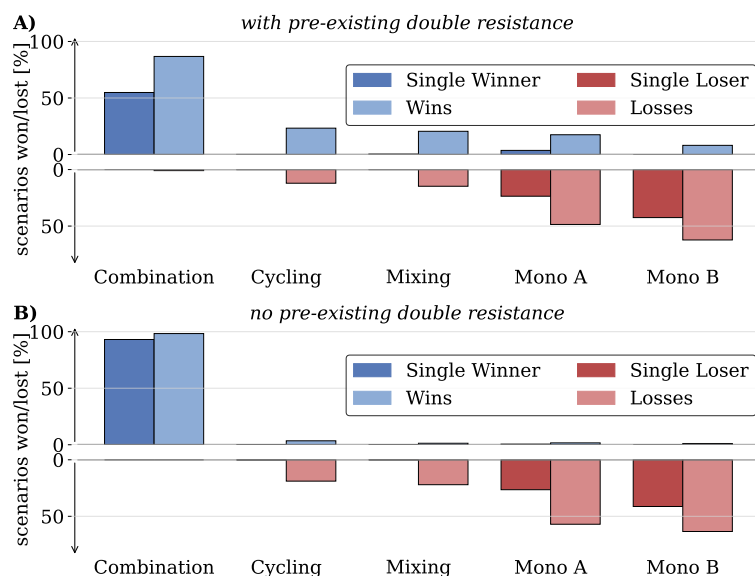 A)
with pre-existing double resistance
scenarios won/lost [%]
100
50
0
0
50
Single Winner
Wins
Single Loser
Losses
Combination
Cycling
Mixing
Mono A
Mono B
B)
no pre-existing double resistance
scenarios won/lost [%]
100
50
0
0
50
Single Winner
Wins
Single Loser
Losses
Combination
Cycling
Mixing
Mono A
Mono B